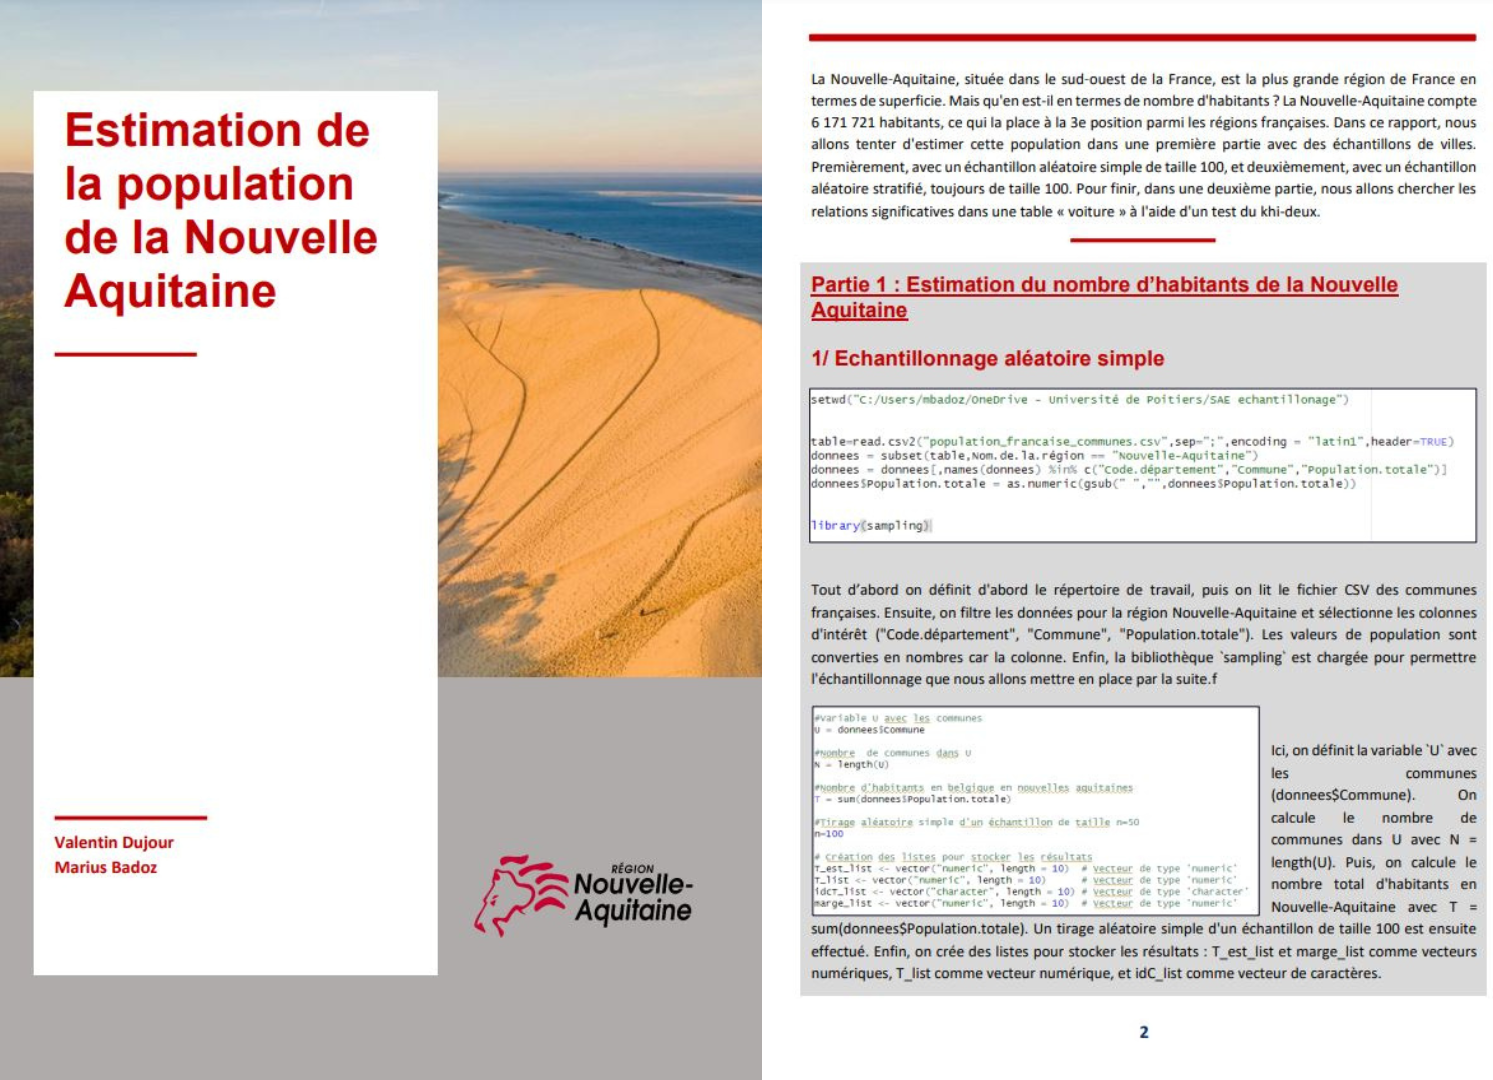 Estimation de
la population
de la Nouvelle
Aquitaine
Valentin Dujour
Marius Badoz
RÉGION
Nouvelle-
Aquitaine
La Nouvelle-Aquitaine, située dans le sud-ouest de la France, est la plus grande région de France en
termes de superficie. Mais qu'en est-il en termes de nombre d'habitants ? La Nouvelle-Aquitaine compte
6 171 721 habitants, ce qui la place à la 3e position parmi les régions françaises. Dans ce rapport, nous
allons tenter d'estimer cette population dans une première partie avec des échantillons de villes.
Premièrement, avec un échantillon aléatoire simple de taille 100, et deuxièmement, avec un échantillon
aléatoire stratifié, toujours de taille 100. Pour finir, dans une deuxième partie, nous allons chercher les
relations significatives dans une table « voiture » à l'aide d'un test du khi-deux.
Partie 1 : Estimation du nombre d'habitants de la Nouvelle
Aquitaine
1/ Echantillonnage aléatoire simple
setwd("C:/Users/mbadoz/OneDrive - Université de Poitiers/SAE echantillonage")
table=read.csv2("population_francaise_communes.csv",sep=";",encoding = "latin1",header=TRUE)
donnees = subset(table,Nom.de.la.région == "Nouvelle-Aquitaine")
donnees = donnees[,names(donnees) %in% c("Code.département","Commune","Population.totale")]
donnees$Population.totale = as.numeric(gsub(" ","",donnees$Population.totale))
library(sampling)
Tout d'abord on définit d'abord le répertoire de travail, puis on lit le fichier CSV des communes
françaises. Ensuite, on filtre les données pour la région Nouvelle-Aquitaine et sélectionne les colonnes
d'intérêt ("Code.département", "Commune", "Population.totale"). Les valeurs de population sont
converties en nombres car la colonne. Enfin, la bibliothèque `sampling` est chargée pour permettre
l'échantillonnage que nous allons mettre en place par la suite.f
#Variable U avec les communes
U = donnees$Commune
#Nombre de communes dans U
N = length(U)
#Nombre d'habitants en belgique en nouvelles aquitaines
T = sum(donnees$Population.totale)
#Tirage aléatoire simple d'un échantillon de taille n=50
n=100
# Création des listes pour stocker les résultats
T_est_list <- vector("numeric", length = 10) # vecteur de type 'numeric'
T_list <- vector("numeric", length = 10) # vecteur de type 'numeric'
idcT_list <- vector("character", length = 10) # vecteur de type 'character'
marge_list <- vector("numeric", length = 10) # vecteur de type 'numeric'
Ici, on définit la variable `U` avec
les communes
(donnees$Commune). On
calcule le nombre de
communes dans U avec N =
length(U). Puis, on calcule le
nombre total d'habitants en
Nouvelle-Aquitaine avec T =
sum(donnees$Population.totale). Un tirage aléatoire simple d'un échantillon de taille 100 est ensuite
effectué. Enfin, on crée des listes pour stocker les résultats : T_est_list et marge_list comme vecteurs
numériques, T_list comme vecteur numérique, et idC_list comme vecteur de caractères.
2